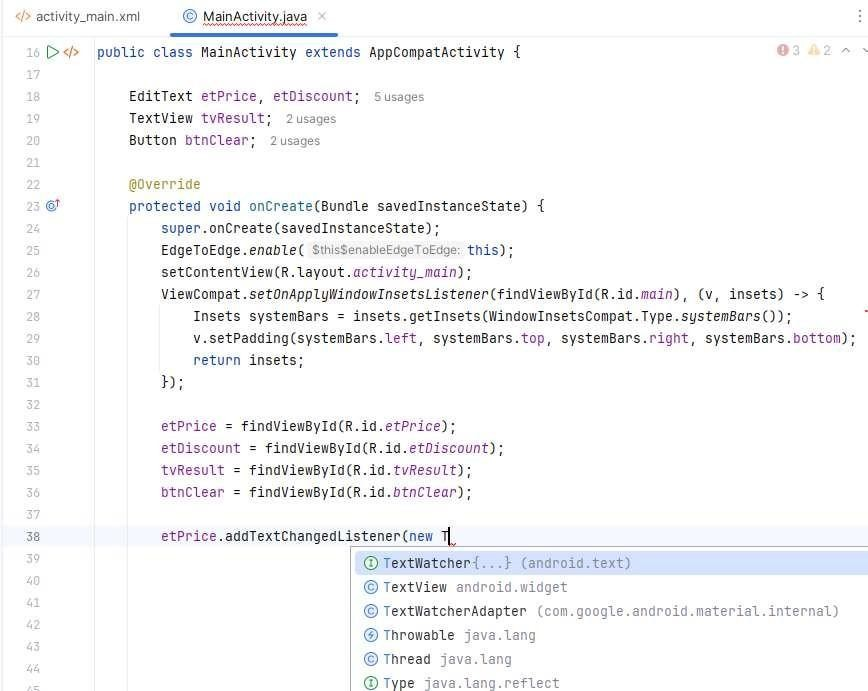 </> activity_main.xml © MainActivity.java ×
16 </> public class MainActivity extends AppCompatActivity { 3 2
17
18 EditText etPrice, etDiscount; 5 usages
19 TextView tvResult; 2 usages
20 Button btnClear; 2 usages
21
22 @Override
23 protected void onCreate(Bundle savedInstanceState) {
24 super.onCreate(savedInstanceState);
25 EdgeToEdge.enable( $this$enableEdgeToEdge: this);
26 setContentView(R.layout.activity_main);
27 ViewCompat.setOnApplyWindowInsetsListener(findViewById(R.id.main), (v, insets) -> {
28 Insets systemBars = insets.getInsets(WindowInsetsCompat.Type.systemBars());
29 v.setPadding(systemBars.left, systemBars.top, systemBars.right, systemBars.bottom);
30 return insets;
31 });
32
33 etPrice = findViewById(R.id.etPrice);
34 etDiscount = findViewById(R.id.etDiscount);
35 tvResult = findViewById(R.id.tvResult);
36 btnClear = findViewById(R.id.btnClear);
37
38 etPrice.addTextChangedListener(new T
39 I TextWatcher{...} (android.text)
40 C TextView android.widget
41 C TextWatcherAdapter (com.google.android.material.internal)
42 Throwable java.lang
43 C Thread java.lang
44 I Type java.lang.reflect
45